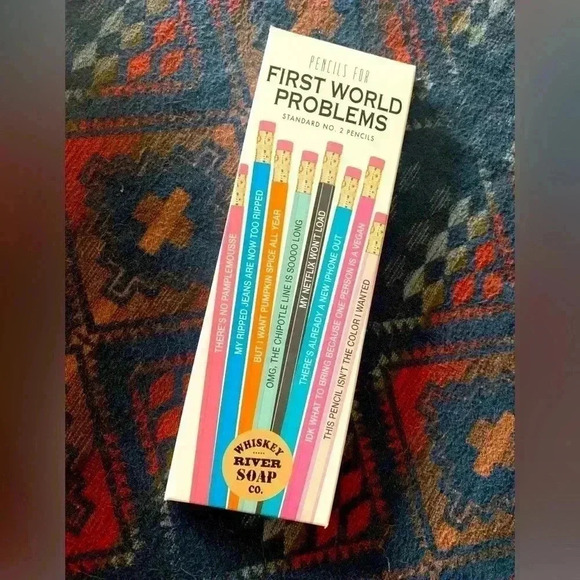 PENCILS FOR
FIRST WORLD
PROBLEMS
STANDARD NO. 2 PENCILS
THERE'S NO PAMPLEMOUSSE
MY RIPPED JEANS ARE NOW TOO RIPPED
BUT I WANT PUMPKIN SPICE ALL YEAR
OMG, THE CHIPOTLE LINE IS SOOOO LONG
MY NETFLIX WON'T LOAD
THERE'S ALREADY A NEW IPHONE OUT
IDK WHAT TO BRING BECAUSE ONE PERSON IS A VEGAN
THIS PENCIL ISN'T THE COLOR I WANTED
WHISKEY
RIVER
SOAP
CO.